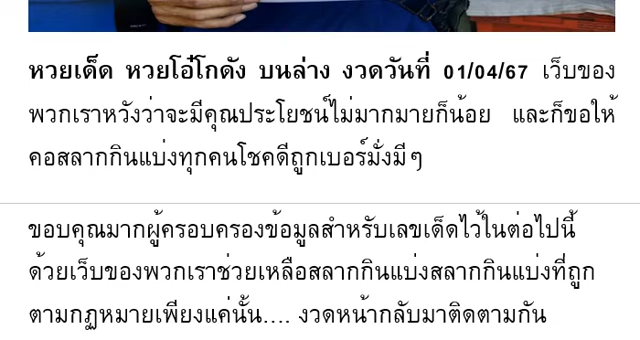 หวยเด็ด หวยโอ๋โกดัง บนล่าง งวดวันที่ 01/04/67 เว็บของ
พวกเราหวังว่าจะมีคุณประโยชน์ไม่มากมายก็น้อย และก็ขอให้
คอสลากกินแบ่งทุกคนโชคดีถูกเบอร์มั่งมีๆ
ขอบคุณมากผู้ครอบครองข้อมูลสำหรับเลขเด็ดไว้ในต่อไปนี้
ด้วยเว็บของพวกเราช่วยเหลือสลากกินแบ่งสลากกินแบ่งที่ถูก
ตามกฏหมายเพียงแค่นั้น.... งวดหน้ากลับมาติดตามกัน